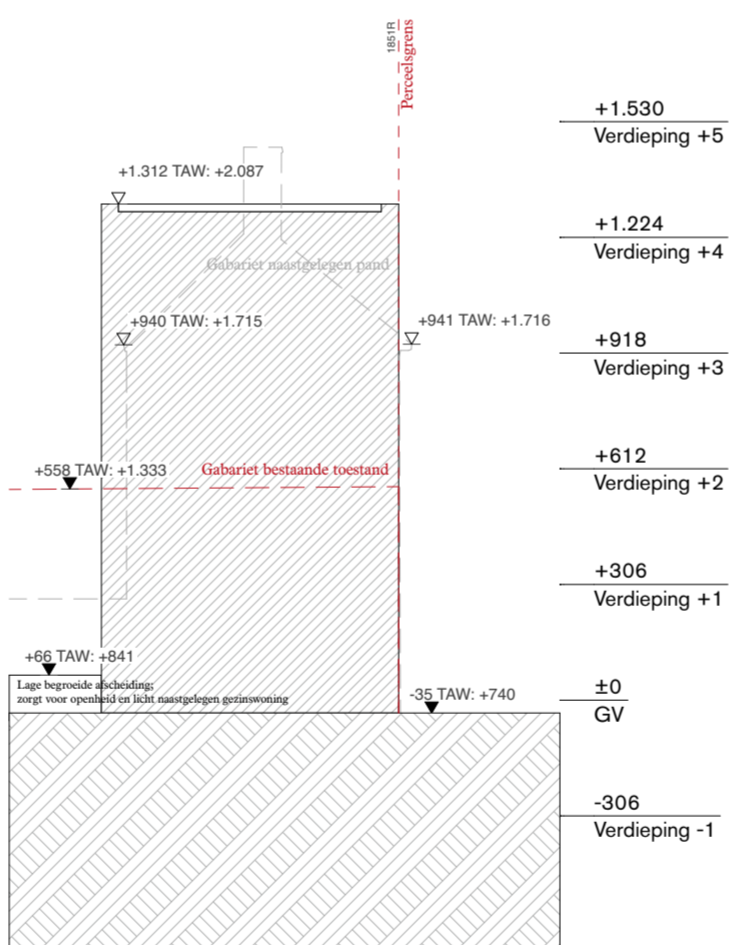 1851R
Perceelsgrens
+1.530
Verdieping +5
+1.312 TAW: +2.087
+1.224
Verdieping +4
Gabariet naastgelegen pand
+940 TAW: +1.715
+941 TAW: +1.716
+918
Verdieping +3
+612
Verdieping +2
+558 TAW: +1.333
Gabariet bestaande toestand
+306
Verdieping +1
+66 TAW: +841
Lage begroeide afscheiding;
zorgt voor openheid en licht naastgelegen gezinswoning
-35 TAW: +740
±0
GV
-306
Verdieping -1